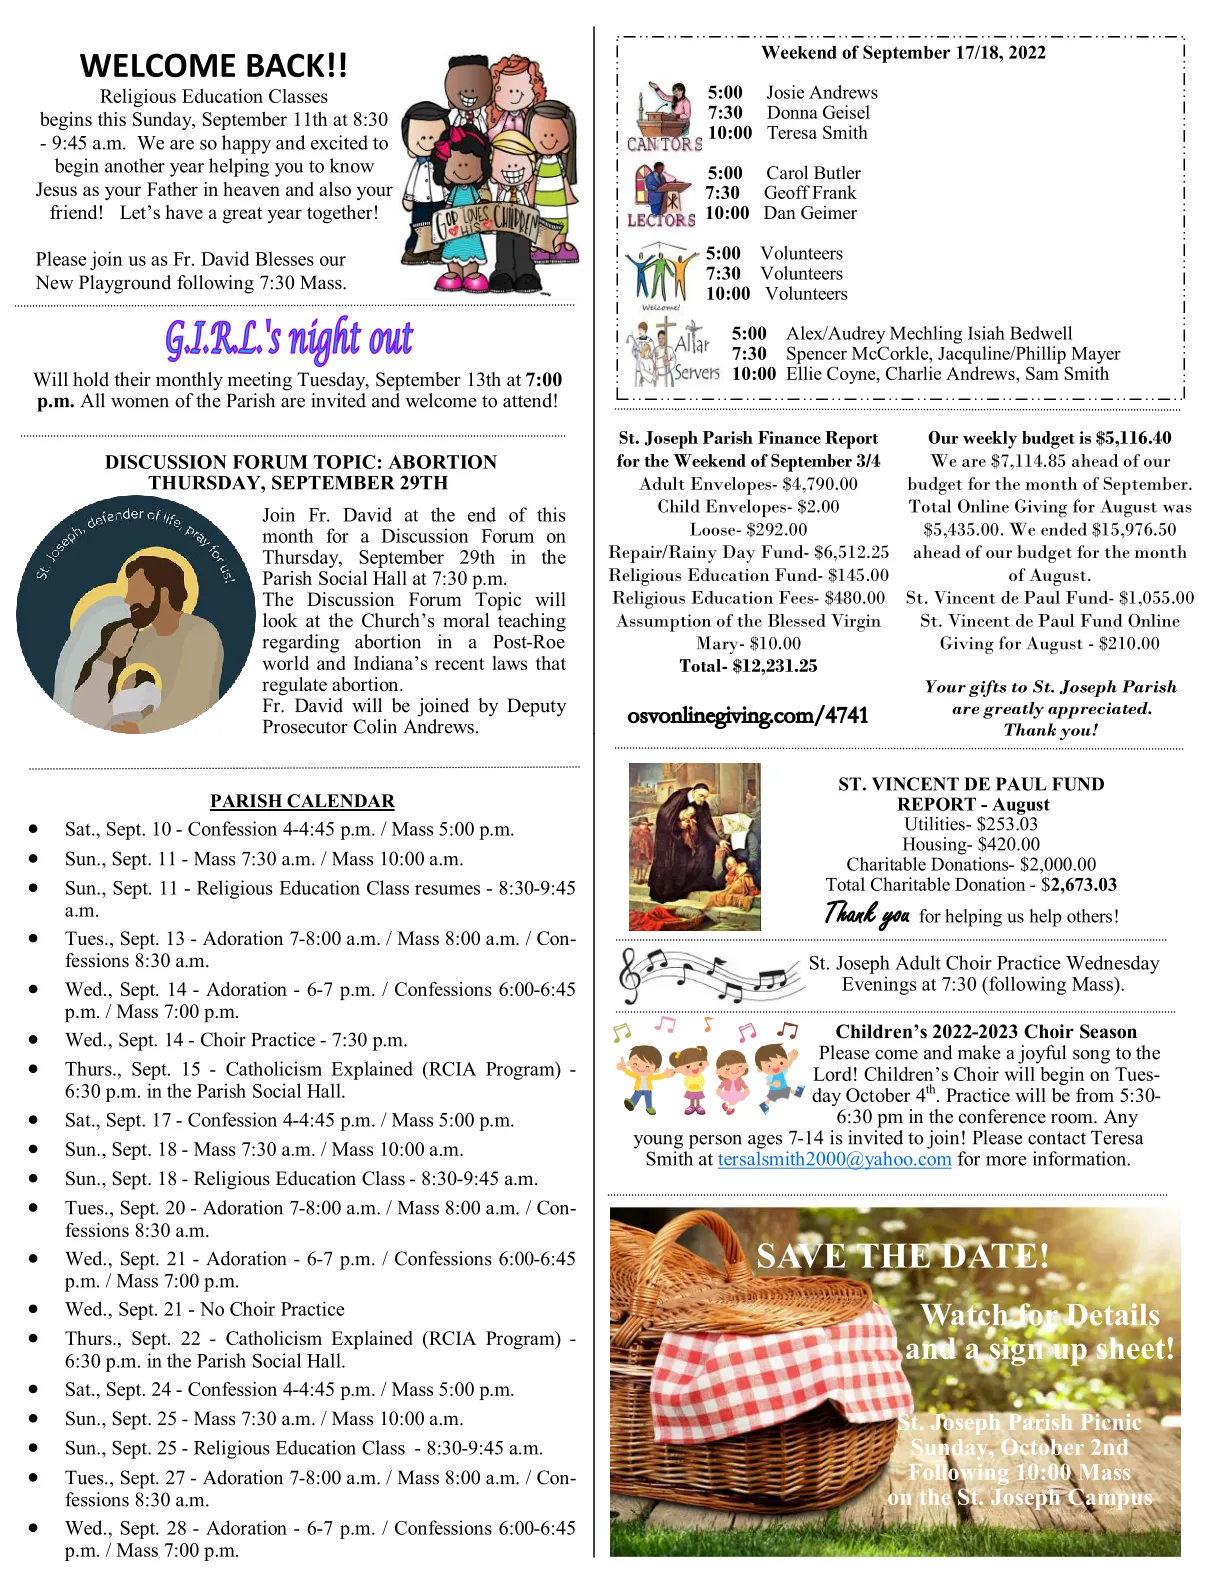 WELCOME BACK!!
Religious Education Classes
begins this Sunday, September 11th at 8:30
- 9:45 a.m.  We are so happy and excited to
begin another year helping you to know
Jesus as your Father in heaven and also your
friend!   Let's have a great year together!
Please join us as Fr. David Blesses our
New Playground following 7:30 Mass.
GOD LOVES HIS CHILDREN
G.I.R.L.'s night out
Will hold their monthly meeting Tuesday, September 13th at 7:00
p.m. All women of the Parish are invited and welcome to attend!
DISCUSSION FORUM TOPIC: ABORTION
THURSDAY, SEPTEMBER 29TH
St. Joseph, defender of life, pray for us!
Join Fr. David at the end of this
month for a Discussion Forum on
Thursday, September 29th in the
Parish Social Hall at 7:30 p.m.
The Discussion Forum Topic will
look at the Church's moral teaching
regarding abortion in a Post-Roe
world and Indiana's recent laws that
regulate abortion.
Fr. David will be joined by Deputy
Prosecutor Colin Andrews.
PARISH CALENDAR
• Sat., Sept. 10 - Confession 4-4:45 p.m. / Mass 5:00 p.m.
• Sun., Sept. 11 - Mass 7:30 a.m. / Mass 10:00 a.m.
• Sun., Sept. 11 - Religious Education Class resumes - 8:30-9:45
a.m.
• Tues., Sept. 13 - Adoration 7-8:00 a.m. / Mass 8:00 a.m. / Con-
fessions 8:30 a.m.
• Wed., Sept. 14 - Adoration - 6-7 p.m. / Confessions 6:00-6:45
p.m. / Mass 7:00 p.m.
• Wed., Sept. 14 - Choir Practice - 7:30 p.m.
• Thurs., Sept. 15 - Catholicism Explained (RCIA Program) -
6:30 p.m. in the Parish Social Hall.
• Sat., Sept. 17 - Confession 4-4:45 p.m. / Mass 5:00 p.m.
• Sun., Sept. 18 - Mass 7:30 a.m. / Mass 10:00 a.m.
• Sun., Sept. 18 - Religious Education Class - 8:30-9:45 a.m.
• Tues., Sept. 20 - Adoration 7-8:00 a.m. / Mass 8:00 a.m. / Con-
fessions 8:30 a.m.
• Wed., Sept. 21 - Adoration - 6-7 p.m. / Confessions 6:00-6:45
p.m. / Mass 7:00 p.m.
• Wed., Sept. 21 - No Choir Practice
• Thurs., Sept. 22 - Catholicism Explained (RCIA Program) -
6:30 p.m. in the Parish Social Hall.
• Sat., Sept. 24 - Confession 4-4:45 p.m. / Mass 5:00 p.m.
• Sun., Sept. 25 - Mass 7:30 a.m. / Mass 10:00 a.m.
• Sun., Sept. 25 - Religious Education Class  - 8:30-9:45 a.m.
• Tues., Sept. 27 - Adoration 7-8:00 a.m. / Mass 8:00 a.m. / Con-
fessions 8:30 a.m.
• Wed., Sept. 28 - Adoration - 6-7 p.m. / Confessions 6:00-6:45
p.m. / Mass 7:00 p.m.
Weekend of September 17/18, 2022
CANTORS
5:00 Josie Andrews
7:30 Donna Geisel
10:00 Teresa Smith
LECTORS
5:00 Carol Butler
7:30 Geoff Frank
10:00 Dan Geimer
Welcome!
5:00 Volunteers
7:30 Volunteers
10:00 Volunteers
Altar Servers
5:00 Alex/Audrey Mechling Isiah Bedwell
7:30 Spencer McCorkle, Jacquline/Phillip Mayer
10:00 Ellie Coyne, Charlie Andrews, Sam Smith
St. Joseph Parish Finance Report
for the Weekend of September 3/4
Adult Envelopes- $4,790.00
Child Envelopes- $2.00
Loose- $292.00
Repair/Rainy Day Fund- $6,512.25
Religious Education Fund- $145.00
Religious Education Fees- $480.00
Assumption of the Blessed Virgin
Mary- $10.00
Total- $12,231.25
osvonlinegiving.com/4741
Our weekly budget is $5,116.40
We are $7,114.85 ahead of our
budget for the month of September.
Total Online Giving for August was
$5,435.00. We ended $15,976.50
ahead of our budget for the month
of August.
St. Vincent de Paul Fund- $1,055.00
St. Vincent de Paul Fund Online
Giving for August - $210.00
Your gifts to St. Joseph Parish
are greatly appreciated.
Thank you!
ST. VINCENT DE PAUL FUND
REPORT - August
Utilities- $253.03
Housing- $420.00
Charitable Donations- $2,000.00
Total Charitable Donation - $2,673.03
Thank you for helping us help others!
St. Joseph Adult Choir Practice Wednesday
Evenings at 7:30 (following Mass).
Children's 2022-2023 Choir Season
Please come and make a joyful song to the
Lord! Children's Choir will begin on Tues-
day October 4th. Practice will be from 5:30-
6:30 pm in the conference room. Any
young person ages 7-14 is invited to join! Please contact Teresa
Smith at tersalsmith2000@yahoo.com for more information.
SAVE THE DATE!
Watch for Details
and a sign up sheet!
St. Joseph Parish Picnic
Sunday, October 2nd
Following 10:00 Mass
on the St. Joseph Campus